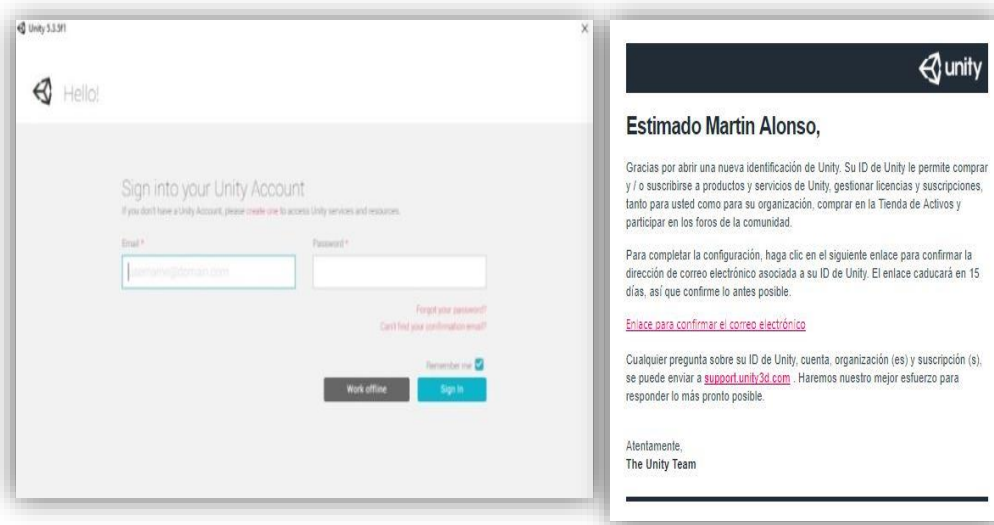 Unity 5.3.5f1
Hello!
Sign into your Unity Account
If you don't have a Unity Account, please create one to access Unity services and resources.
Email *
Password *
username@domain.com
Forgot your password?
Can't find your confirmation email?
Remember me
Work offline
Sign In
unity
Estimado Martin Alonso,
Gracias por abrir una nueva identificación de Unity. Su ID de Unity le permite comprar
y / o suscribirse a productos y servicios de Unity, gestionar licencias y suscripciones,
tanto para usted como para su organización, comprar en la Tienda de Activos y
participar en los foros de la comunidad.
Para completar la configuración, haga clic en el siguiente enlace para confirmar la
dirección de correo electrónico asociada a su ID de Unity. El enlace caducará en 15
días, así que confirme lo antes posible.
Enlace para confirmar el correo electrónico
Cualquier pregunta sobre su ID de Unity, cuenta, organización (es) y suscripción (s),
se puede enviar a support.unity3d.com . Haremos nuestro mejor esfuerzo para
responder lo más pronto posible.
Atentamente,
The Unity Team